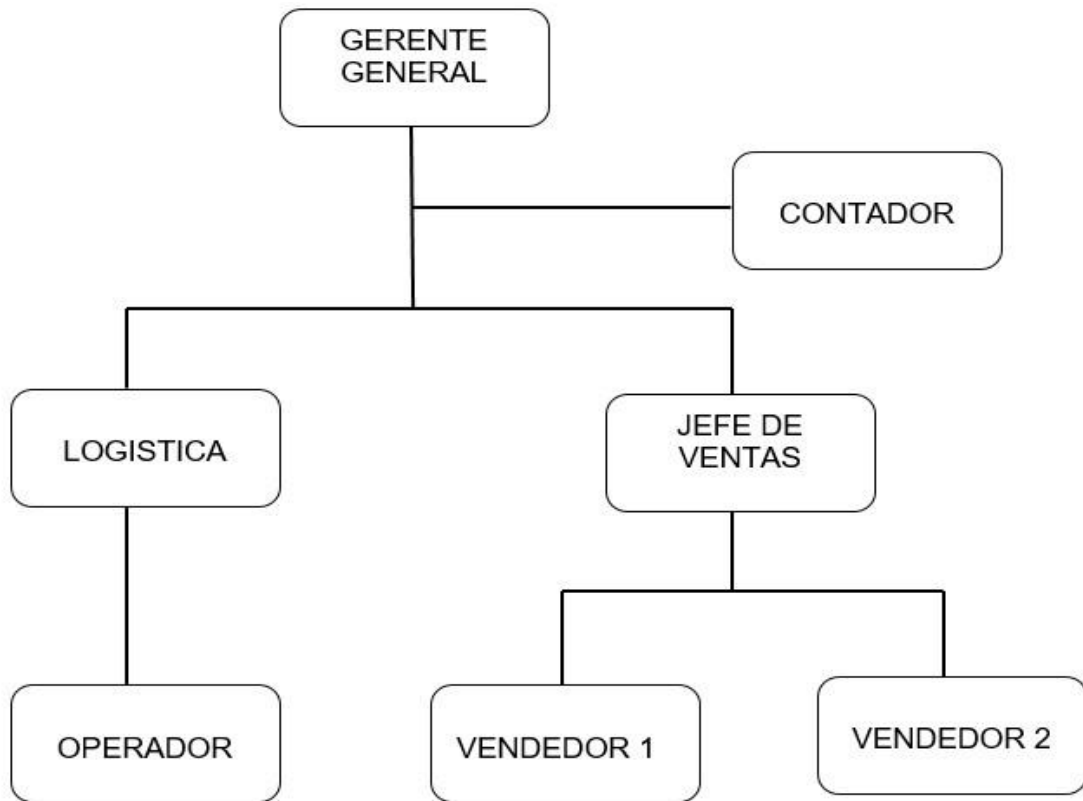 GERENTE
GENERAL
CONTADOR
LOGISTICA
JEFE DE
VENTAS
OPERADOR
VENDEDOR 1
VENDEDOR 2